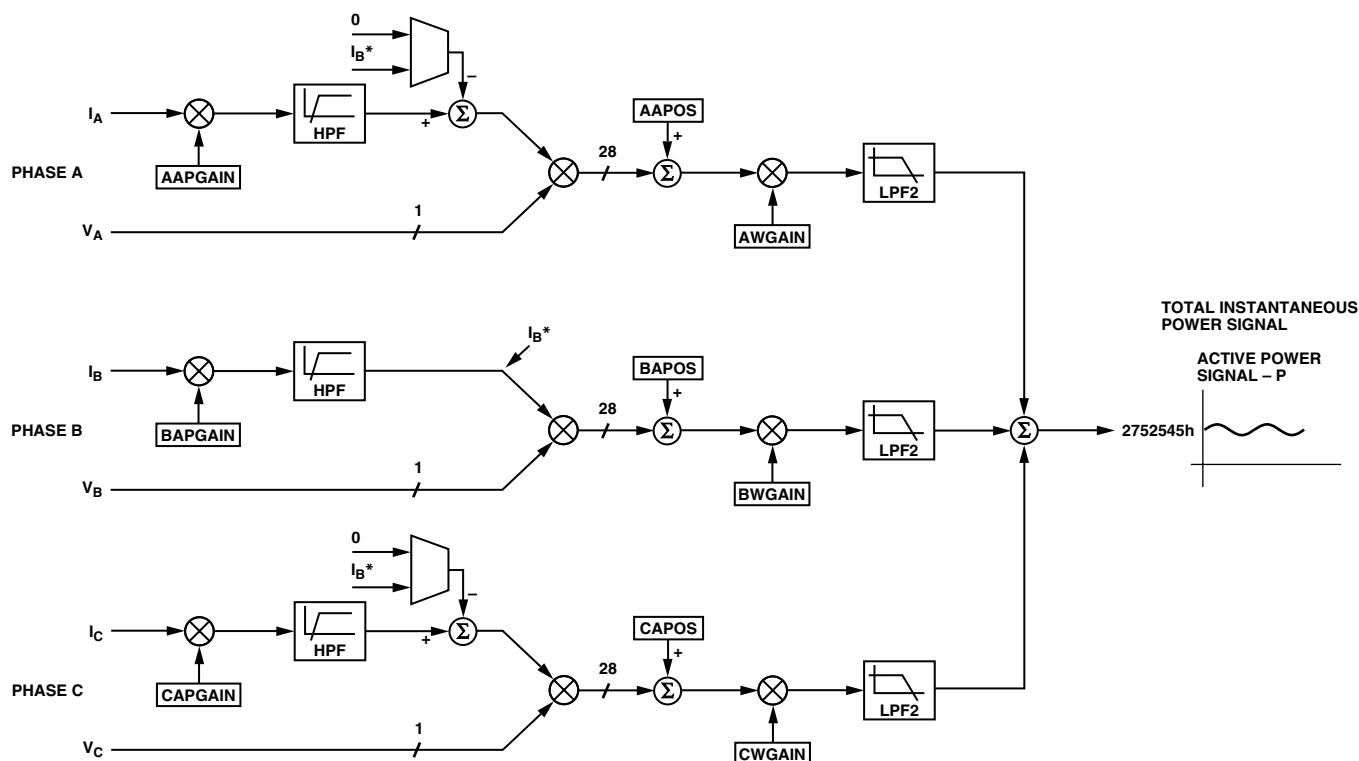 0
I_B*
–
I_A
HPF
+
Σ
AAPOS
+
28
Σ
LPF2
PHASE A
AAPGAIN
1
V_A
AWGAIN
TOTAL INSTANTANEOUS
POWER SIGNAL
I_B*
ACTIVE POWER
SIGNAL – P
I_B
HPF
BAPOS
+
28
Σ
LPF2
Σ
2752545h
PHASE B
BAPGAIN
1
V_B
BWGAIN
0
I_B*
–
I_C
HPF
+
Σ
CAPOS
+
28
Σ
LPF2
PHASE C
CAPGAIN
1
V_C
CWGAIN